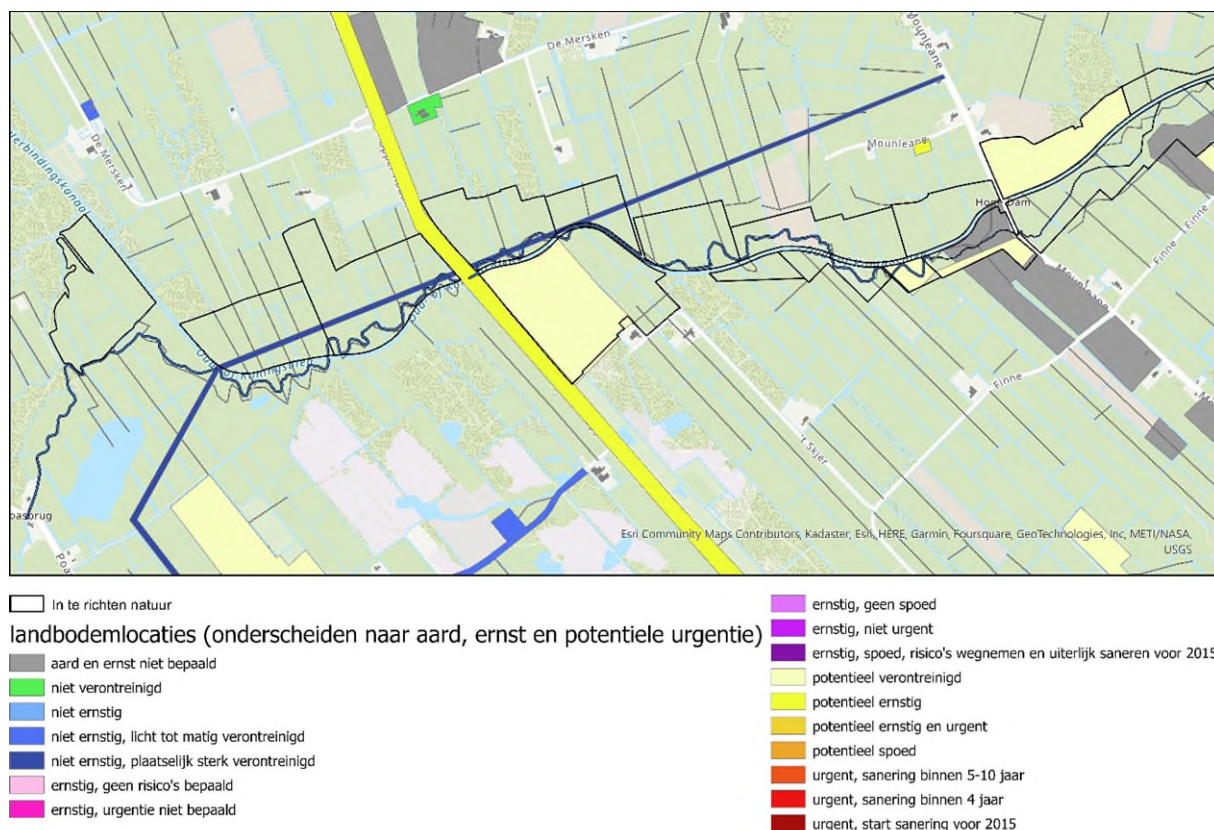 De Mersken
Mounleane
De Mersken
Mounleane
Hooge Dam
Finne
Finne
Mounleane
Finne
't Skjer
Poa
Esri Community Maps Contributors, Kadaster, Esri, HERE, Garmin, Foursquare, GeoTechnologies, Inc, METI/NASA,
USGS
In te richten natuur
landbodemlocaties (onderscheiden naar aard, ernst en potentiele urgentie)
aard en ernst niet bepaald
niet verontreinigd
niet ernstig
niet ernstig, licht tot matig verontreinigd
niet ernstig, plaatselijk sterk verontreinigd
ernstig, geen risico's bepaald
ernstig, urgentie niet bepaald
ernstig, geen spoed
ernstig, niet urgent
ernstig, spoed, risico's wegnemen en uiterlijk saneren voor 2015
potentieel verontreinigd
potentieel ernstig
potentieel ernstig en urgent
potentieel spoed
urgent, sanering binnen 5-10 jaar
urgent, sanering binnen 4 jaar
urgent, start sanering voor 2015